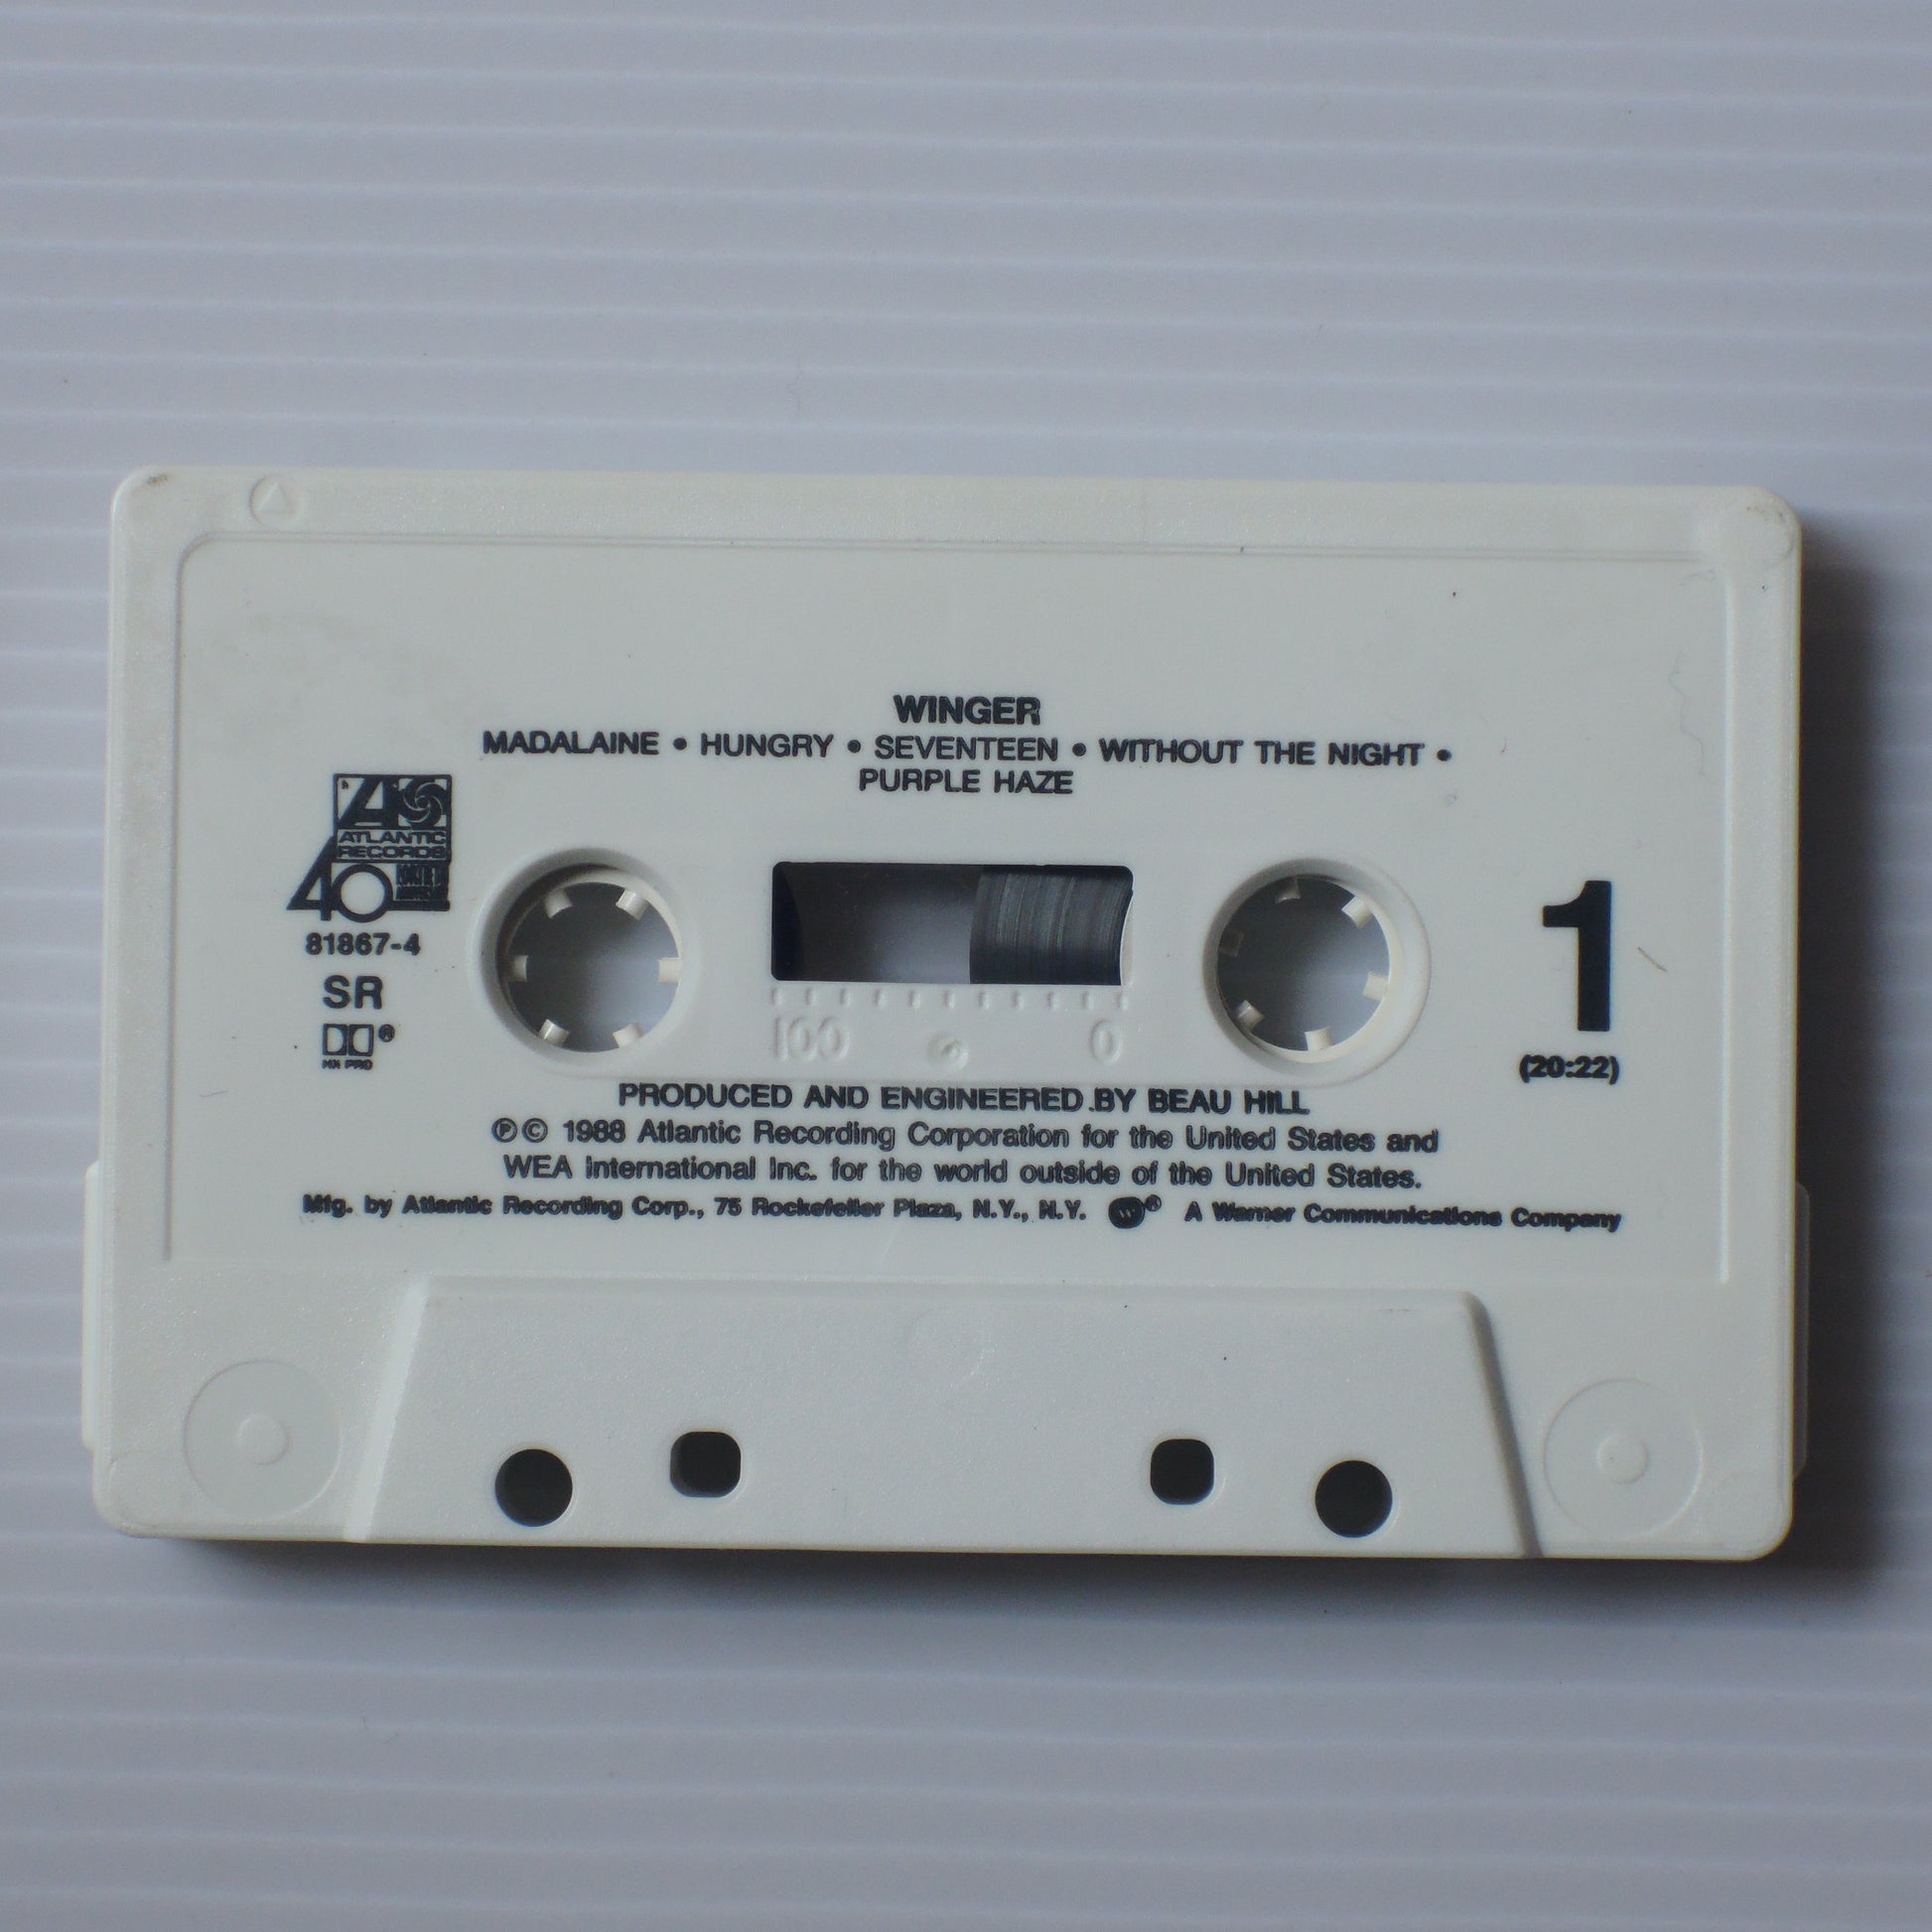 WINGER
MADALAINE • HUNGRY • SEVENTEEN • WITHOUT THE NIGHT •
PURPLE HAZE
ATLANTIC
RECORDS
40
81867-4
SR
®
HX PRO
100 0
1
(20:22)
PRODUCED AND ENGINEERED BY BEAU HILL
℗© 1988 Atlantic Recording Corporation for the United States and
WEA International Inc. for the world outside of the United States.
Mfg. by Atlantic Recording Corp., 75 Rockefeller Plaza, N.Y., N.Y. ® A Warner Communications Company